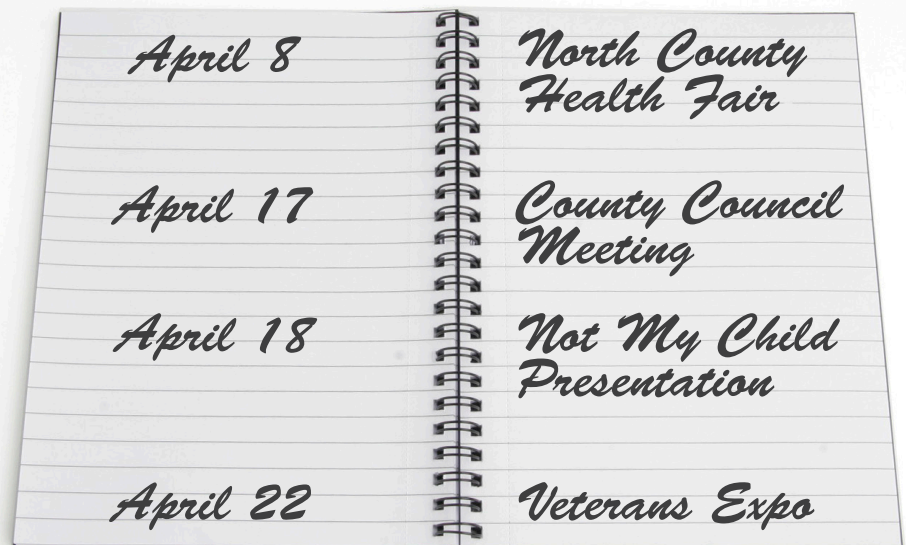 April 8
North County
Health Fair
April 17
County Council
Meeting
April 18
Not My Child
Presentation
April 22
Veterans Expo